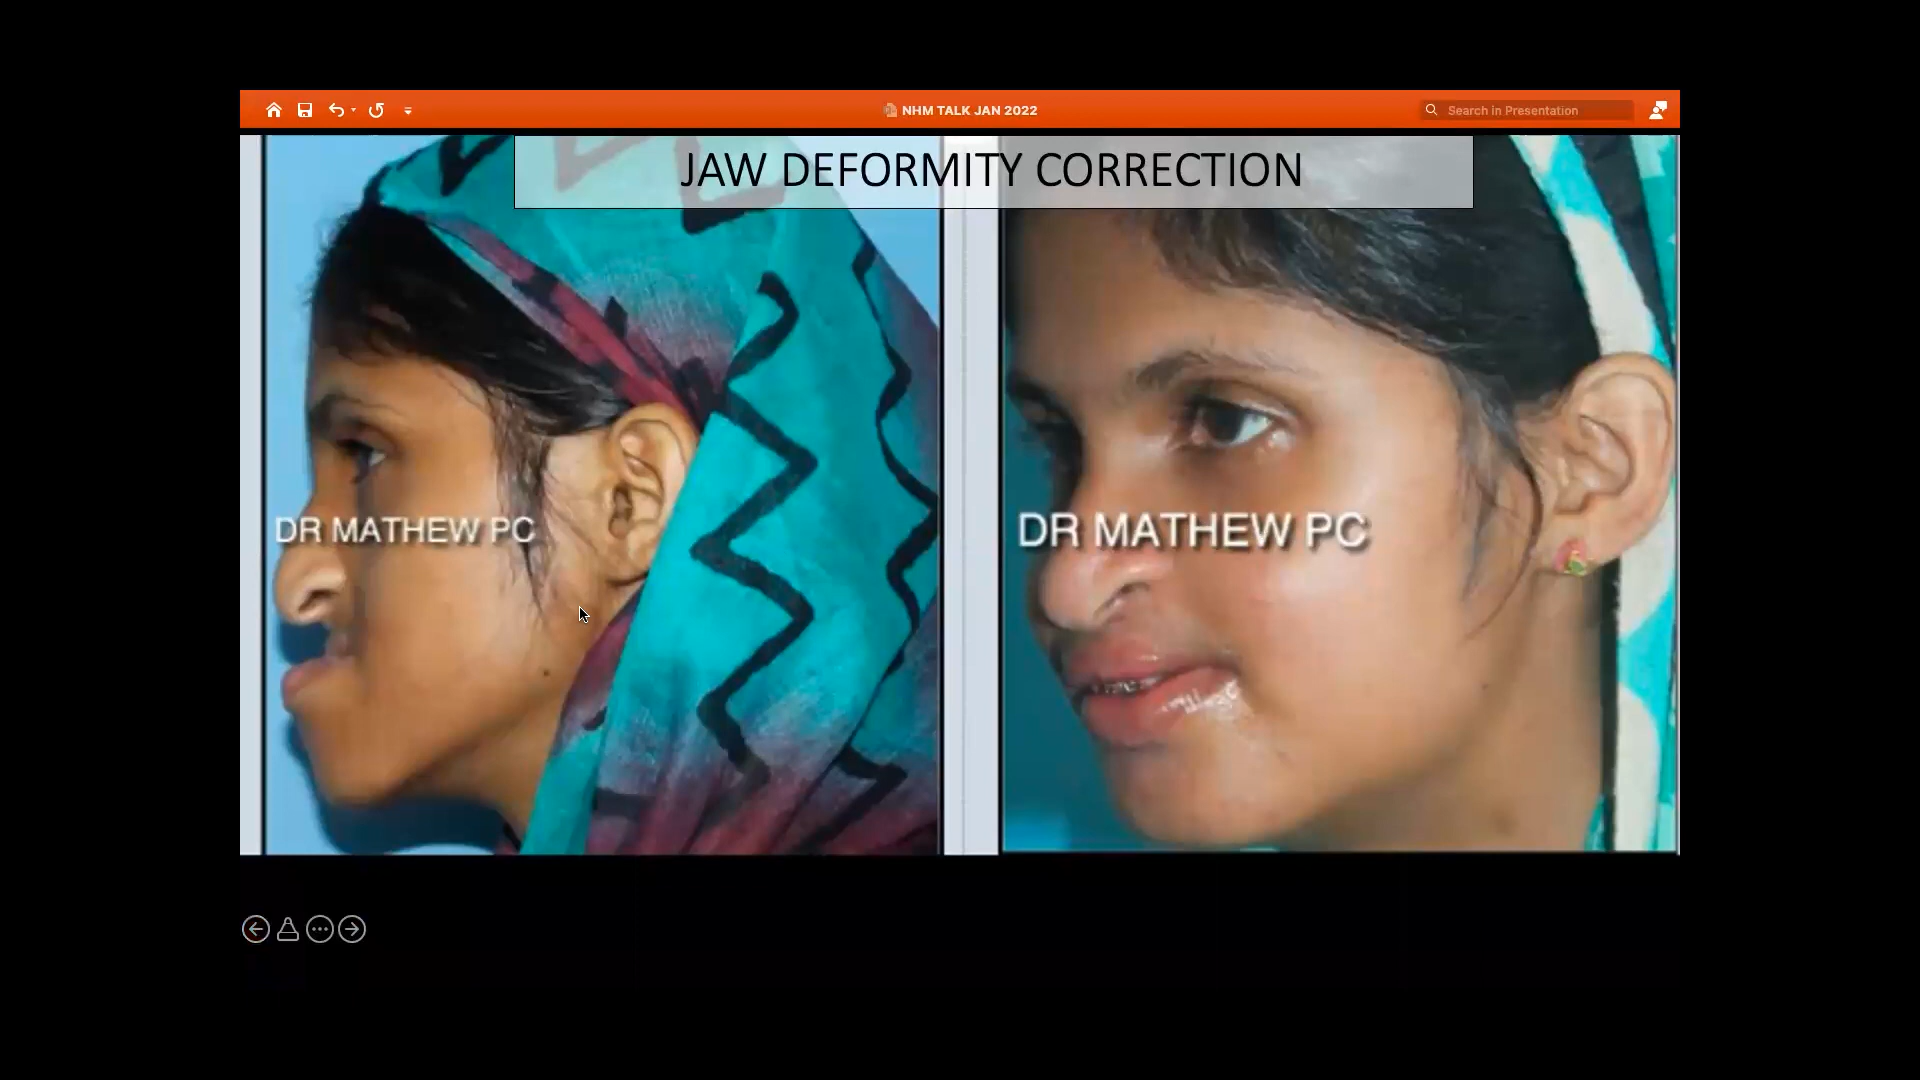 NHM TALK JAN 2022
Search in Presentation
JAW DEFORMITY CORRECTION
DR MATHEW PC
DR MATHEW PC